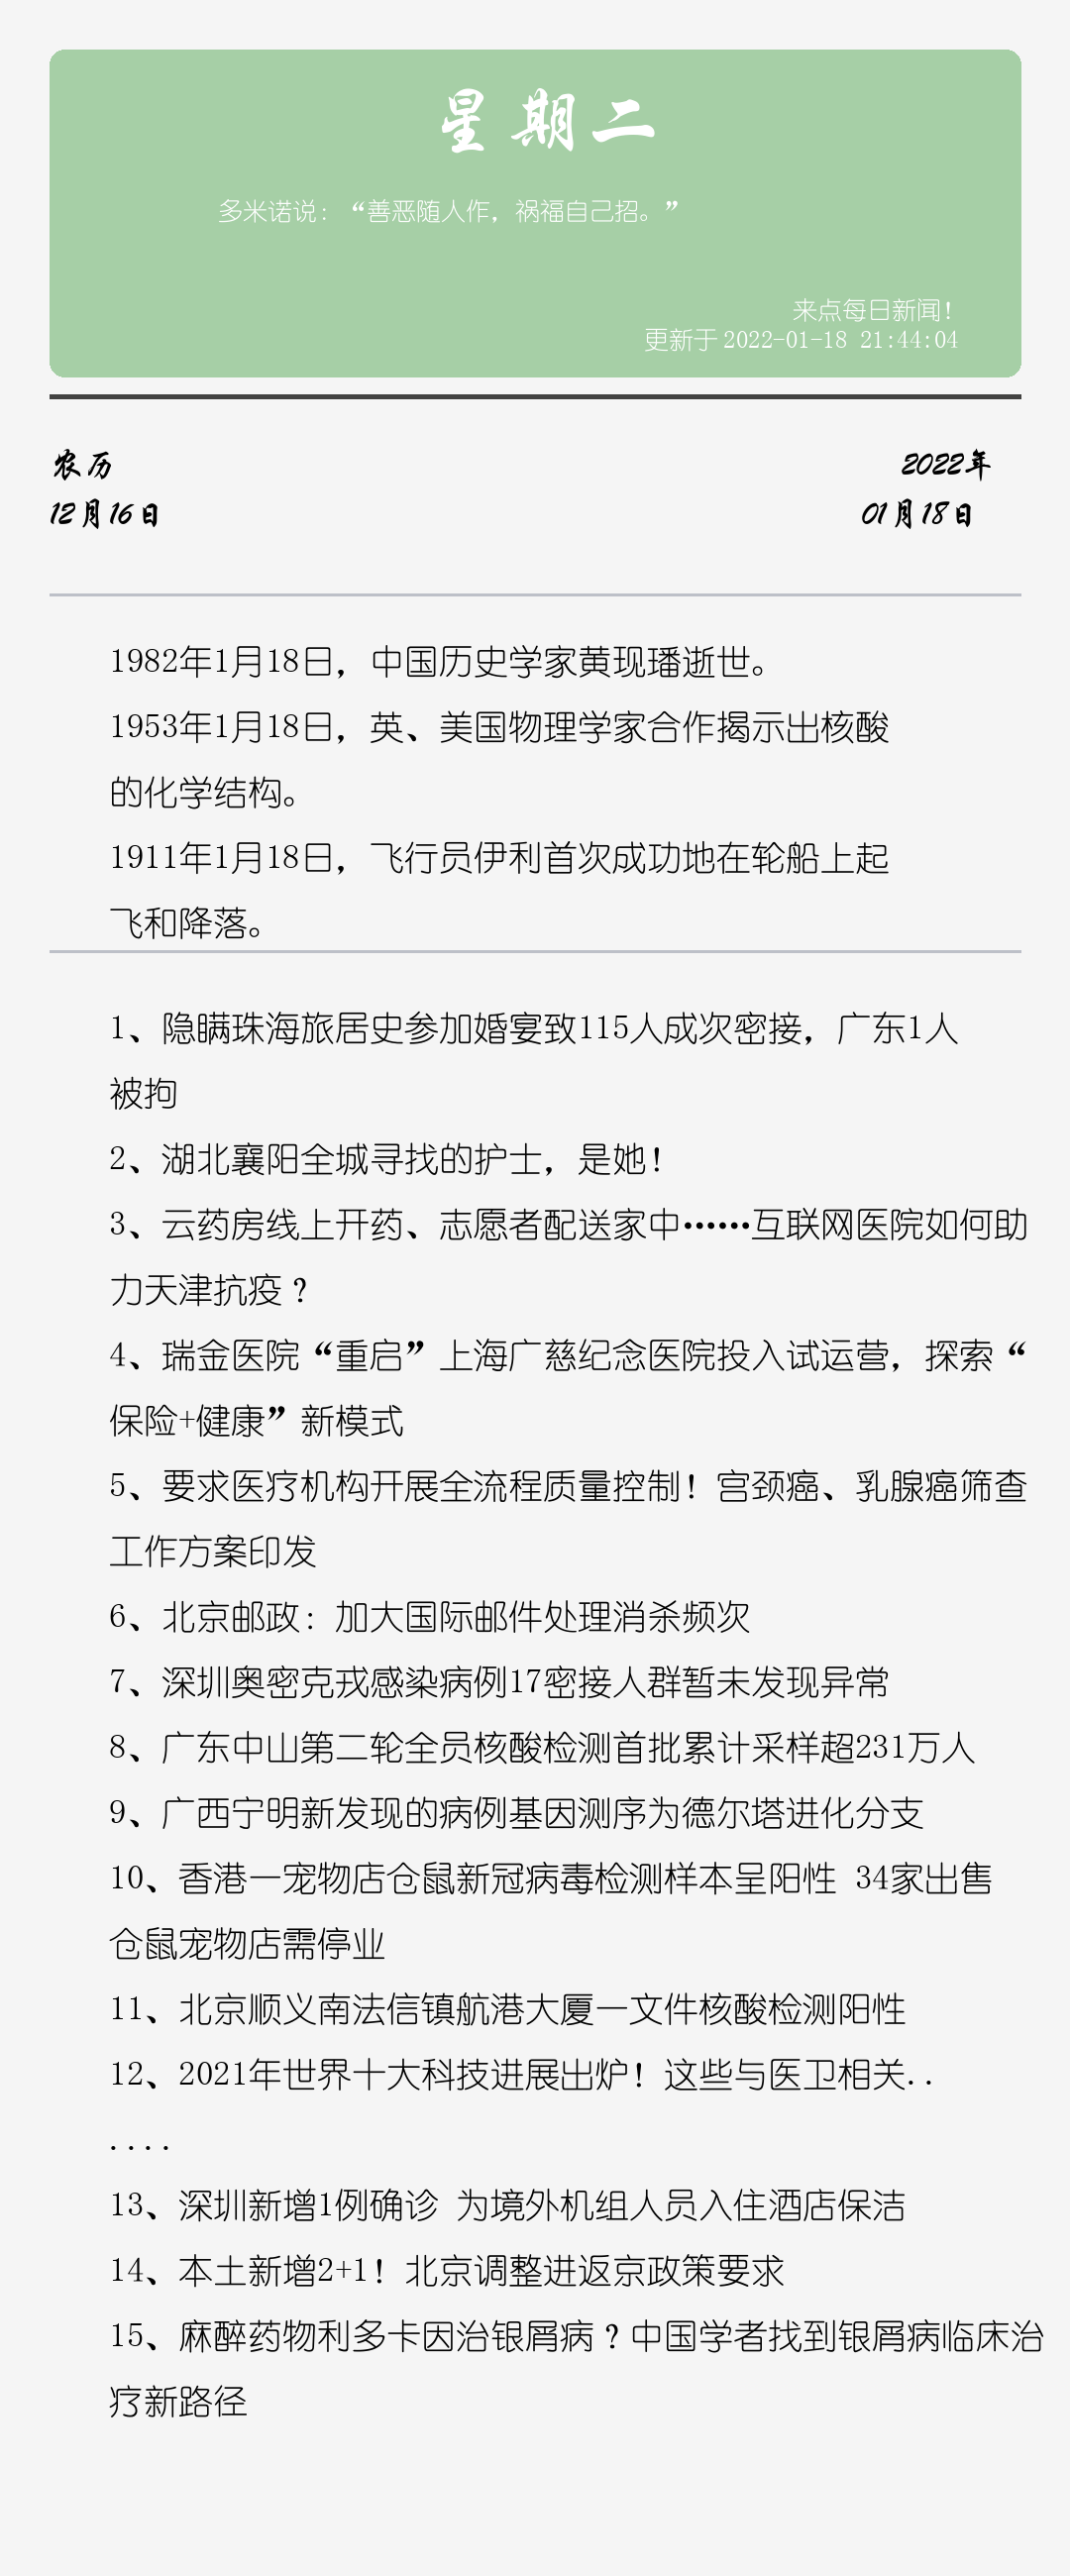 星期二
多米诺说：“善恶随人作，祸福自己招。”
来点每日新闻！
更新于 2022-01-18 21:44:04
农历
2022年
12月16日
01月18日
1982年1月18日，中国历史学家黄现璠逝世。
1953年1月18日，英、美国物理学家合作揭示出核酸
的化学结构。
1911年1月18日，飞行员伊利首次成功地在轮船上起
飞和降落。
1、隐瞒珠海旅居史参加婚宴致115人成次密接，广东1人
被拘
2、湖北襄阳全城寻找的护士，是她！
3、云药房线上开药、志愿者配送家中……互联网医院如何助
力天津抗疫？
4、瑞金医院“重启”上海广慈纪念医院投入试运营，探索“
保险+健康”新模式
5、要求医疗机构开展全流程质量控制！宫颈癌、乳腺癌筛查
工作方案印发
6、北京邮政：加大国际邮件处理消杀频次
7、深圳奥密克戎感染病例17密接人群暂未发现异常
8、广东中山第二轮全员核酸检测首批累计采样超231万人
9、广西宁明新发现的病例基因测序为德尔塔进化分支
10、香港一宠物店仓鼠新冠病毒检测样本呈阳性 34家出售
仓鼠宠物店需停业
11、北京顺义南法信镇航港大厦一文件核酸检测阳性
12、2021年世界十大科技进展出炉！这些与医卫相关..
....
13、深圳新增1例确诊 为境外机组人员入住酒店保洁
14、本土新增2+1！北京调整进返京政策要求
15、麻醉药物利多卡因治银屑病？中国学者找到银屑病临床治
疗新路径